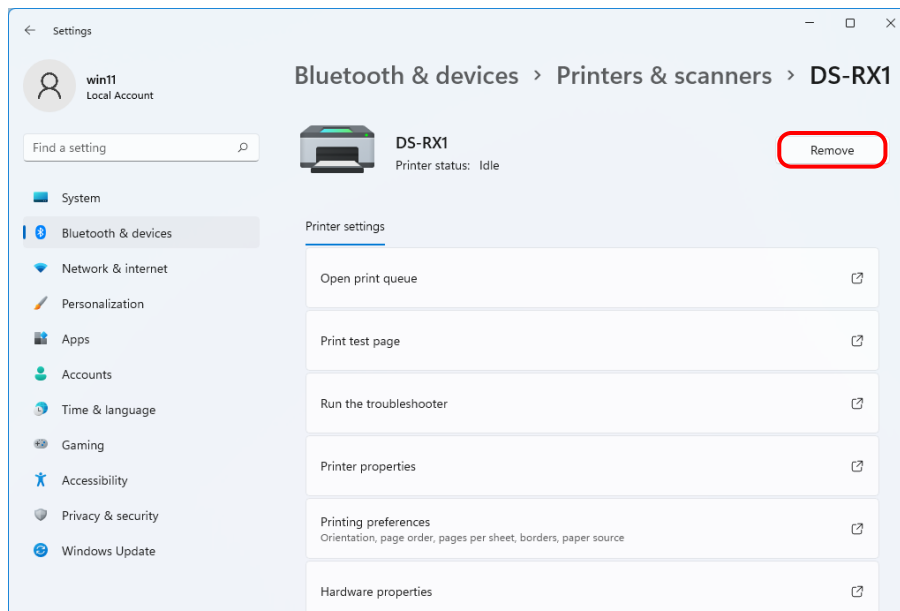 Settings
win11
Local Account
Find a setting
System
Bluetooth & devices
Network & internet
Personalization
Apps
Accounts
Time & language
Gaming
Accessibility
Privacy & security
Windows Update
Bluetooth & devices > Printers & scanners > DS-RX1
DS-RX1
Printer status: Idle
Remove
Printer settings
Open print queue
Print test page
Run the troubleshooter
Printer properties
Printing preferences
Orientation, page order, pages per sheet, borders, paper source
Hardware properties